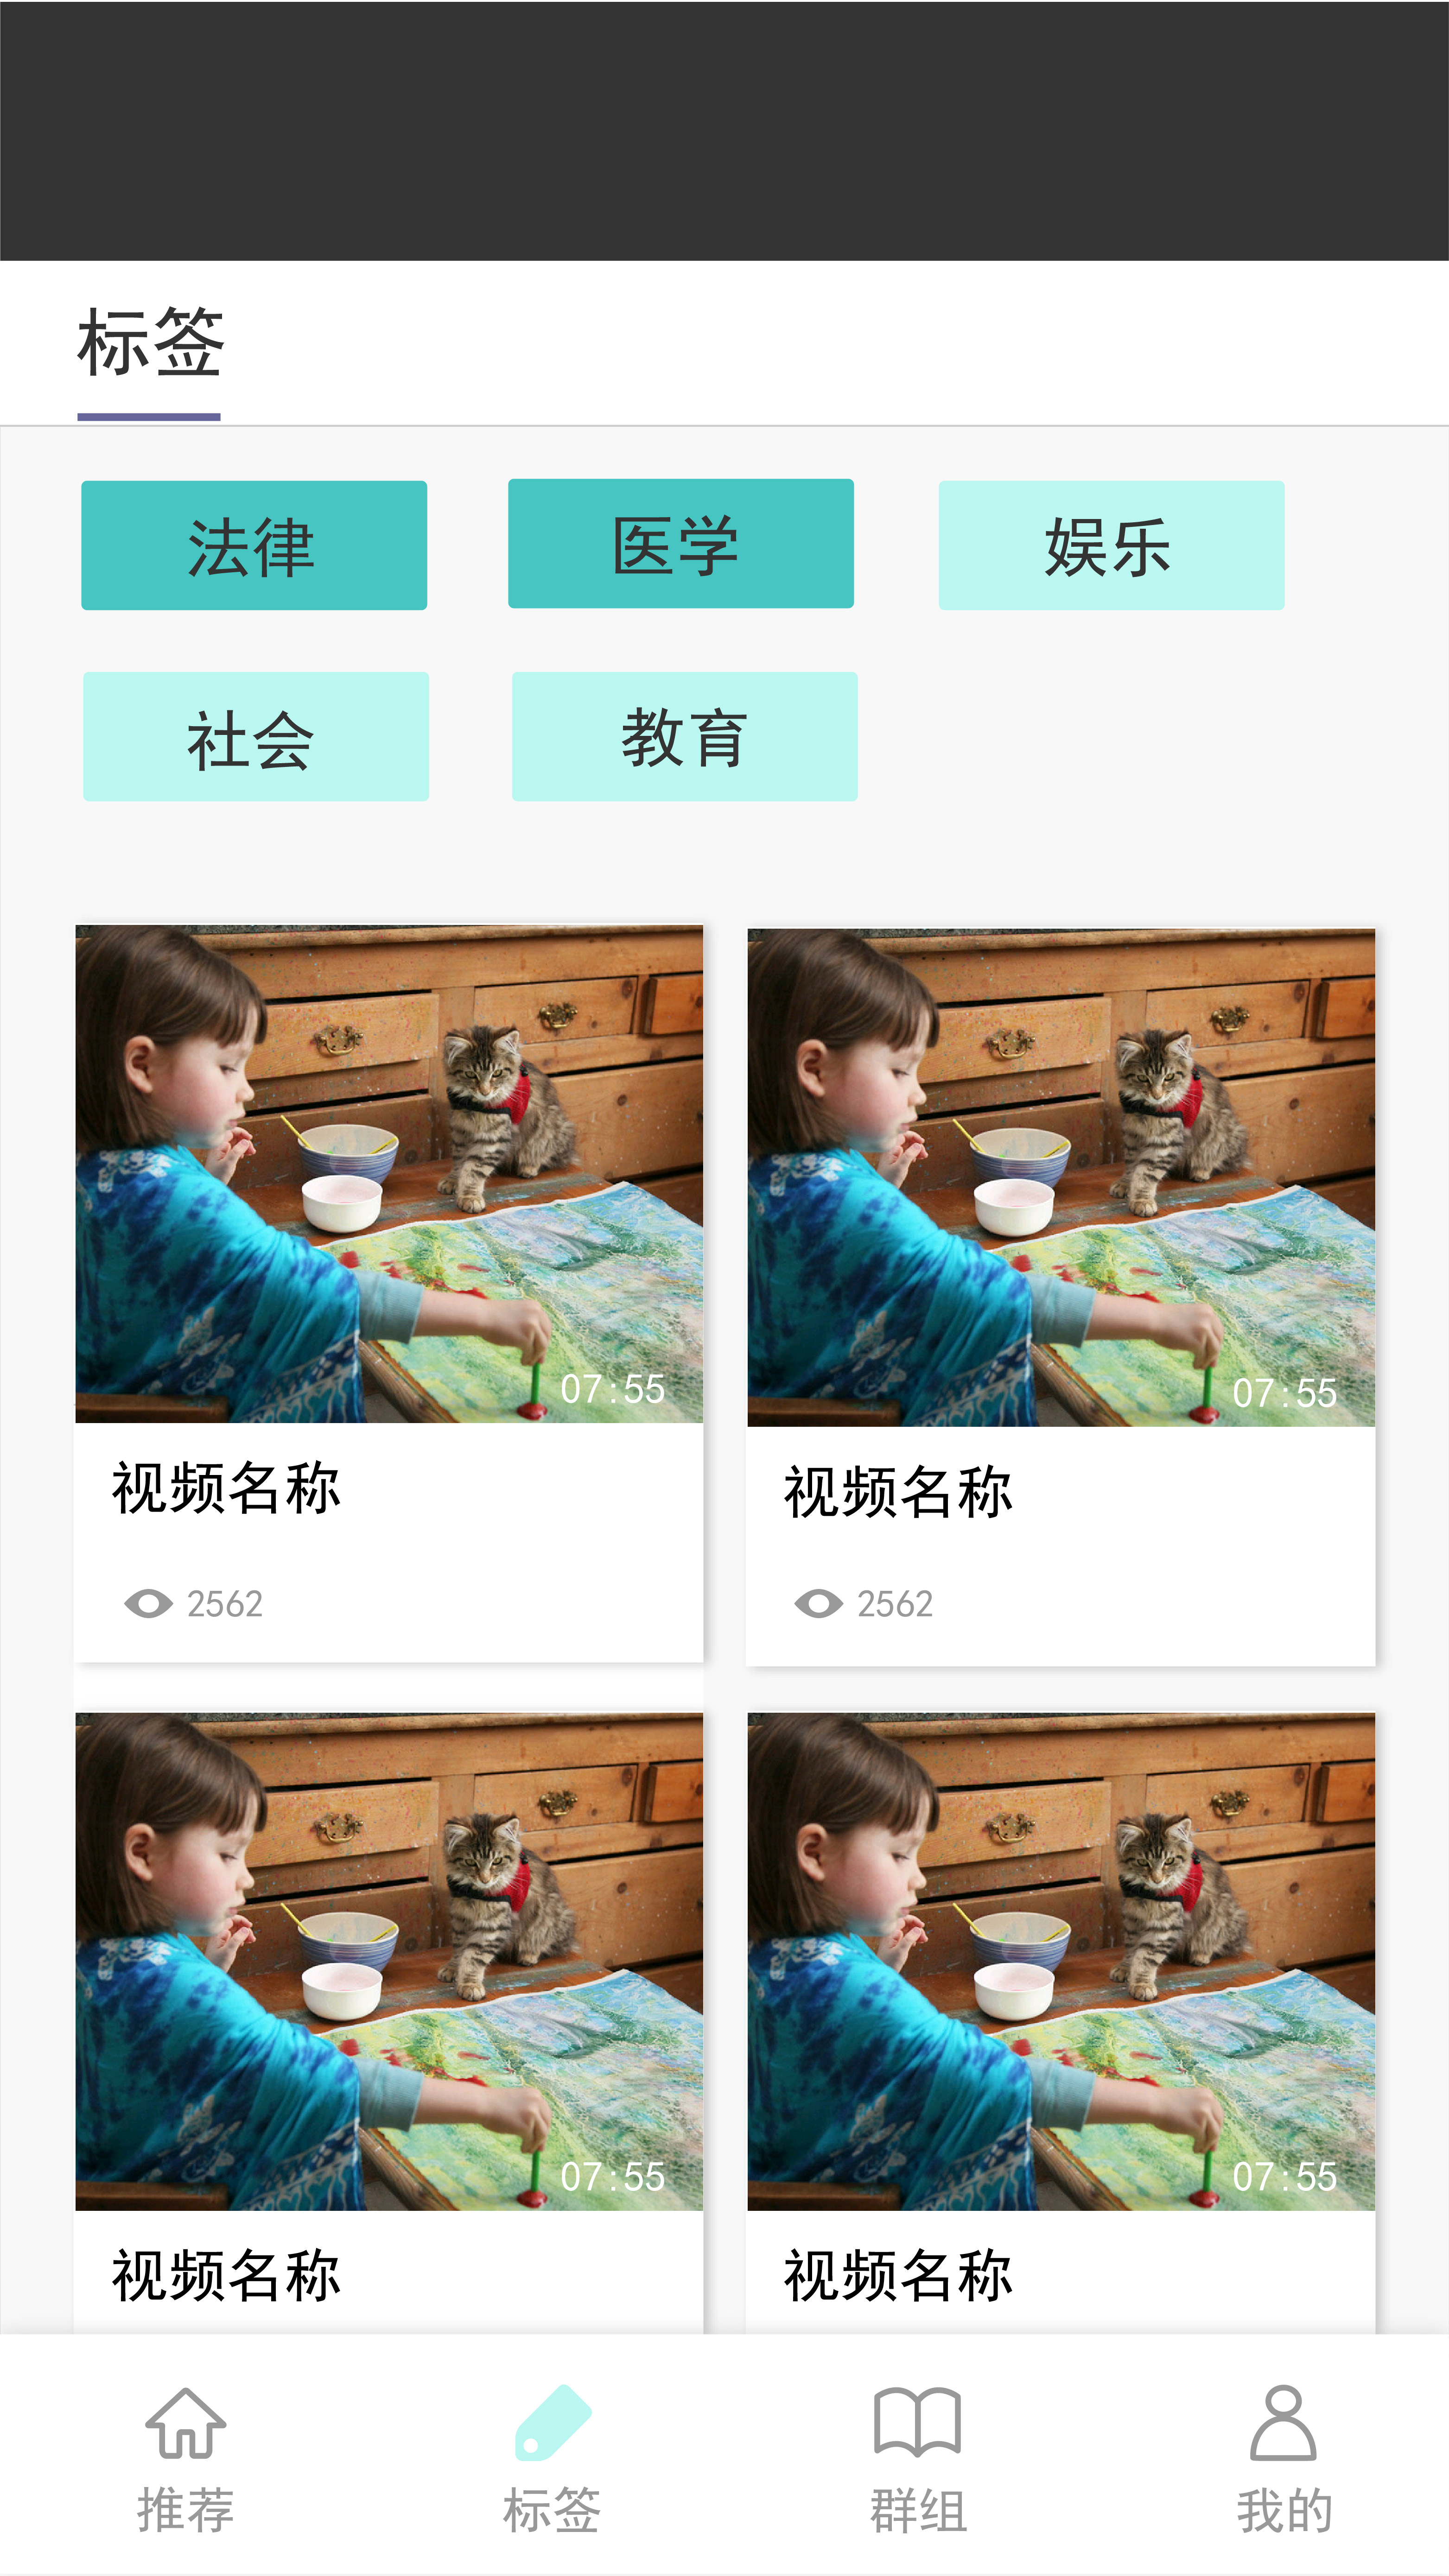 标签
法律 医学 娱乐
社会 教育
07:55 07:55
视频名称 视频名称
2562 2562
07:55 07:55
视频名称 视频名称
推荐 标签 群组 我的